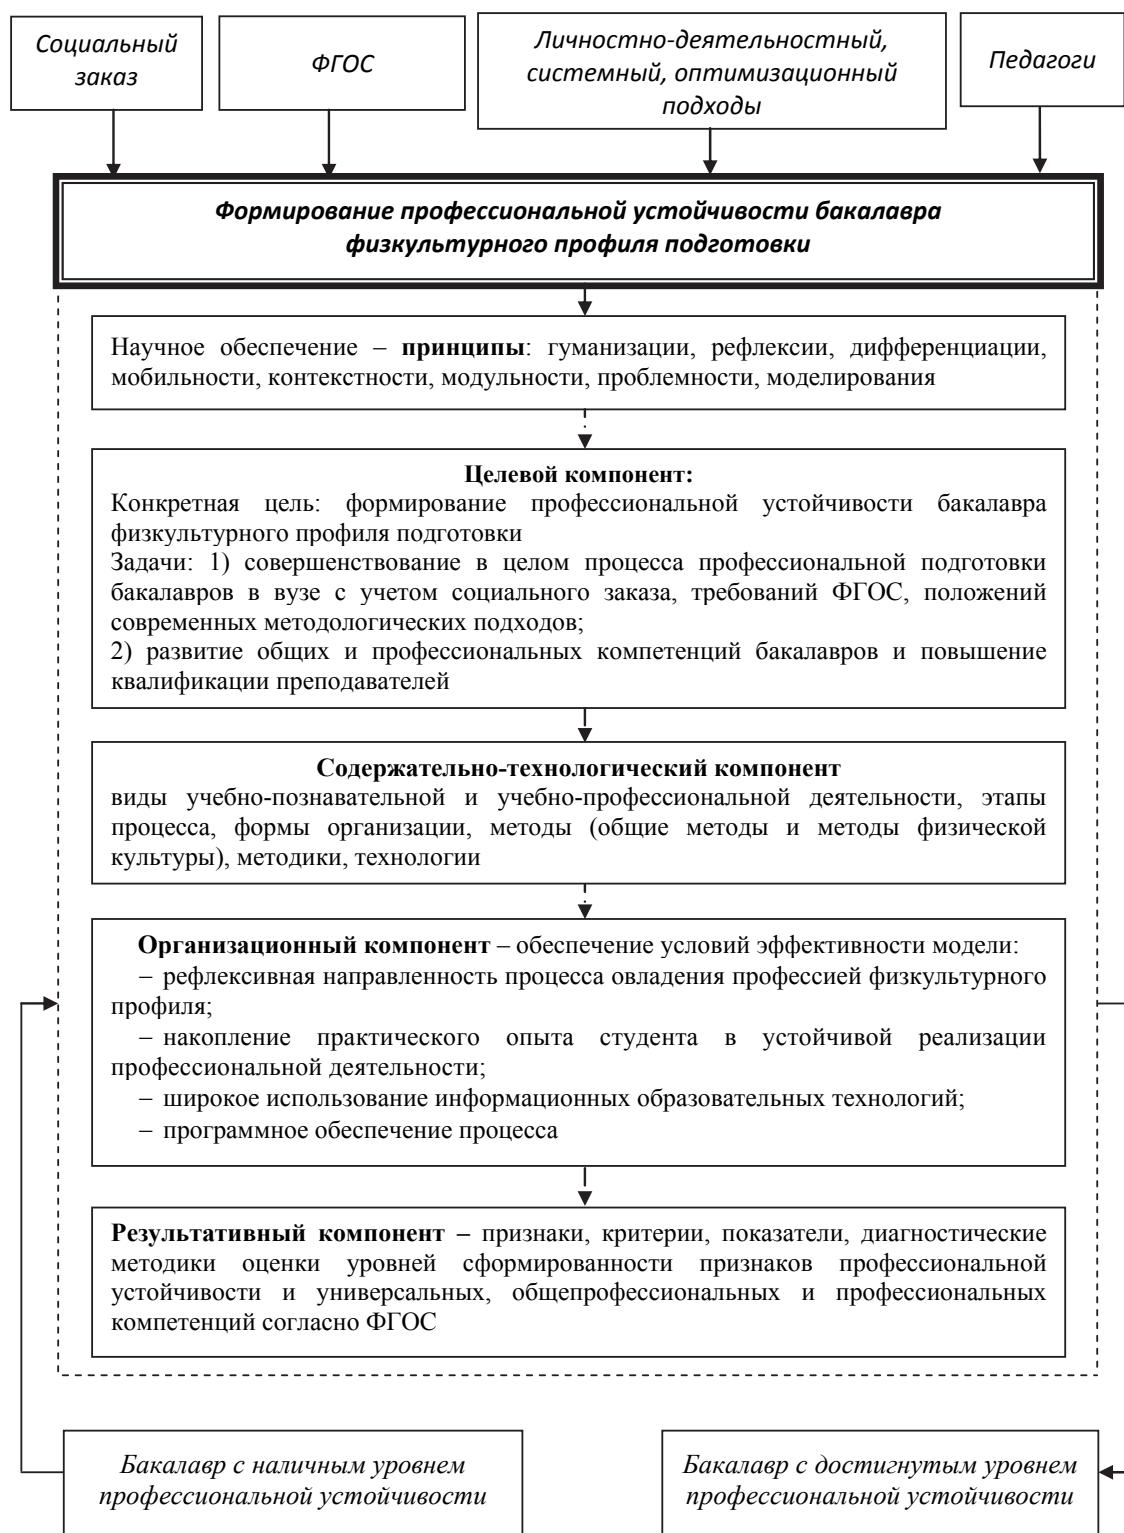 Социальный
заказ
ФГОС
Личностно-деятельностный,
системный, оптимизационный
подходы
Педагоги
Формирование профессиональной устойчивости бакалавра
физкультурного профиля подготовки
Научное обеспечение – принципы: гуманизации, рефлексии, дифференциации,
мобильности, контекстности, модульности, проблемности, моделирования
Целевой компонент:
Конкретная цель: формирование профессиональной устойчивости бакалавра
физкультурного профиля подготовки
Задачи: 1) совершенствование в целом процесса профессиональной подготовки
бакалавров в вузе с учетом социального заказа, требований ФГОС, положений
современных методологических подходов;
2) развитие общих и профессиональных компетенций бакалавров и повышение
квалификации преподавателей
Содержательно-технологический компонент
виды учебно-познавательной и учебно-профессиональной деятельности, этапы
процесса, формы организации, методы (общие методы и методы физической
культуры), методики, технологии
Организационный компонент – обеспечение условий эффективности модели:
– рефлексивная направленность процесса овладения профессией физкультурного
профиля;
– накопление практического опыта студента в устойчивой реализации
профессиональной деятельности;
– широкое использование информационных образовательных технологий;
– программное обеспечение процесса
Результативный компонент – признаки, критерии, показатели, диагностические
методики оценки уровней сформированности признаков профессиональной
устойчивости и универсальных, общепрофессиональных и профессиональных
компетенций согласно ФГОС
Бакалавр с наличным уровнем
профессиональной устойчивости
Бакалавр с достигнутым уровнем
профессиональной устойчивости